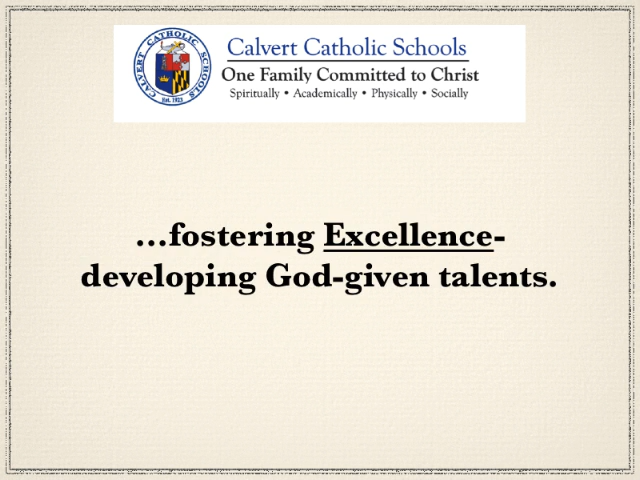 CALVERT CATHOLIC SCHOOLS
Est. 1923
Calvert Catholic Schools
One Family Committed to Christ
Spiritually • Academically • Physically • Socially
...fostering Excellence-
developing God-given talents.